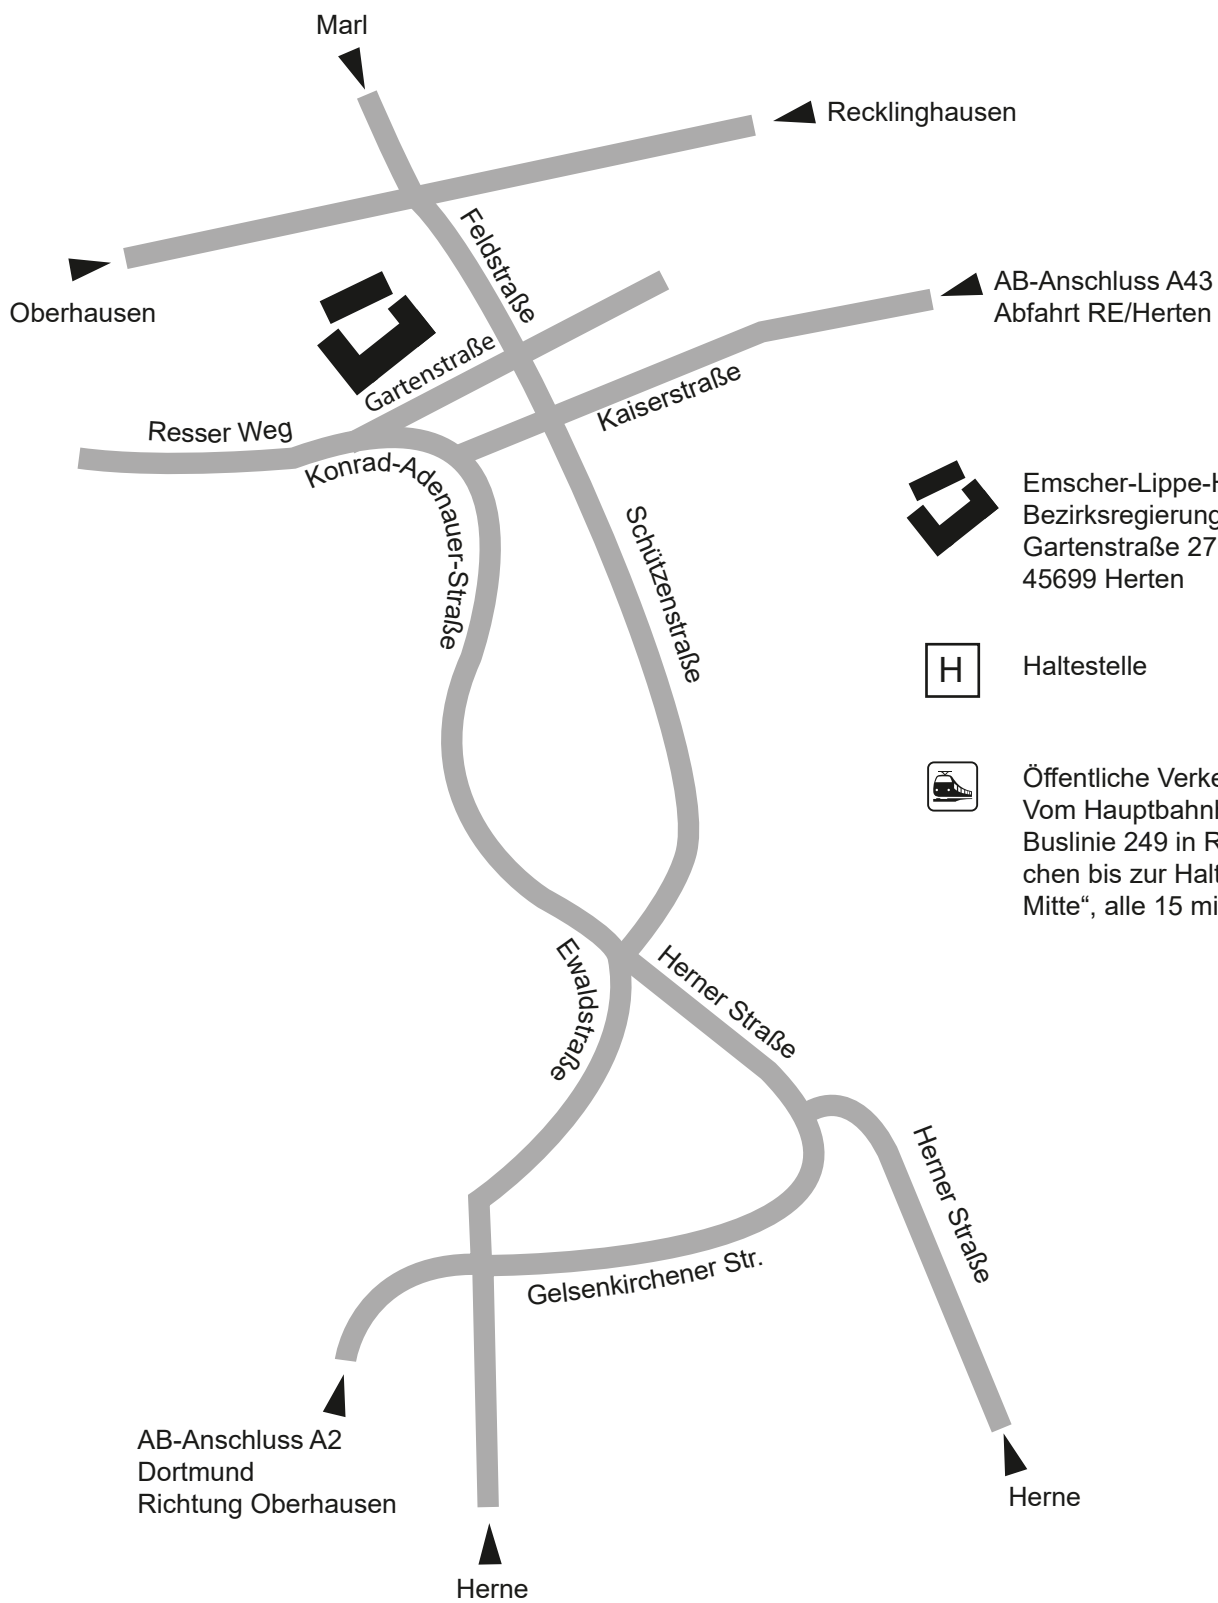 Marl
Recklinghausen
Feldstraße
Oberhausen
AB-Anschluss A43
Abfahrt RE/Herten
Gartenstraße
Kaiserstraße
Resser Weg
Konrad-Adenauer-Straße
Schützenstraße
Emscher-Lippe-H
Bezirksregierung
Gartenstraße 27
45699 Herten
H
Haltestelle
Öffentliche Verke
Vom Hauptbahnh
Buslinie 249 in R
chen bis zur Halt
Mitte“, alle 15 mi
Ewaldstraße
Herner Straße
Herner Straße
Gelsenkirchener Str.
AB-Anschluss A2
Dortmund
Richtung Oberhausen
Herne
Herne